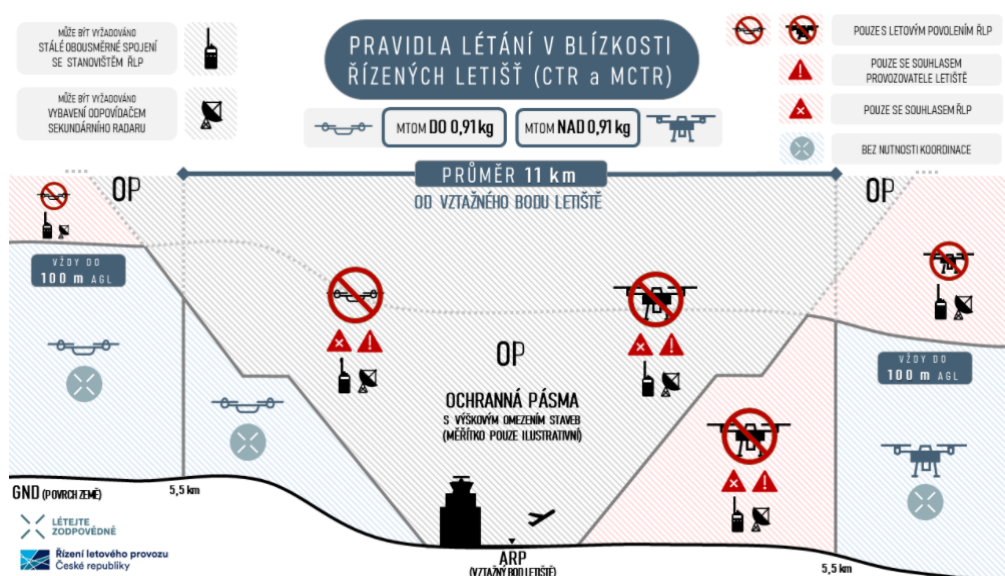 MŮŽE BÝT VYŽADOVÁNO
STÁLÉ OBOUSMĚRNÉ SPOJENÍ
SE STANOVIŠTĚM ŘLP
MŮŽE BÝT VYŽADOVÁNO
VYBAVENÍ ODPOVÍDAČEM
SEKUNDÁRNÍHO RADARU
PRAVIDLA LÉTÁNÍ V BLÍZKOSTI
ŘÍZENÝCH LETIŠŤ (CTR a MCTR)
MTOM DO 0,91 kg
MTOM NAD 0,91 kg
POUZE S LETOVÝM POVOLENÍM ŘLP
POUZE SE SOUHLASEM
PROVOZOVATELE LETIŠTĚ
POUZE SE SOUHLASEM ŘLP
BEZ NUTNOSTI KOORDINACE
PRŮMĚR 11 km
OD VZTAŽNÉHO BODU LETIŠTĚ
OP
OP
VŽDY DO
100 m AGL
VŽDY DO
100 m AGL
OP
OCHRANNÁ PÁSMA
S VÝŠKOVÝM OMEZENÍM STAVEB
(MĚŘÍTKO POUZE ILUSTRATIVNÍ)
GND (POVRCH ZEMĚ)
5,5 km
LÉTEJTE
ZODPOVĚDNĚ
Řízení letového provozu
České republiky
ARP
(VZTAŽNÝ BOD LETIŠTĚ)
5,5 km